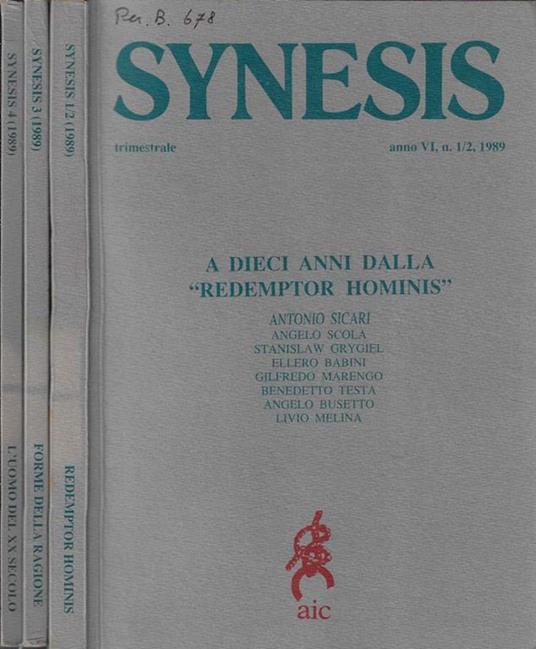 SYNESIS 4 (1989)
L'UOMO DEL XX SECOLO
SYNESIS 3 (1989)
FORME DELLA RAGIONE
SYNESIS 1/2 (1989)
REDEMPTOR HOMINIS
Per. B. 678
SYNESIS
trimestrale anno VI, n. 1/2, 1989
A DIECI ANNI DALLA
“REDEMPTOR HOMINIS”
ANTONIO SICARI
ANGELO SCOLA
STANISLAW GRYGIEL
ELLERO BABINI
GILFREDO MARENGO
BENEDETTO TESTA
ANGELO BUSETTO
LIVIO MELINA
aic